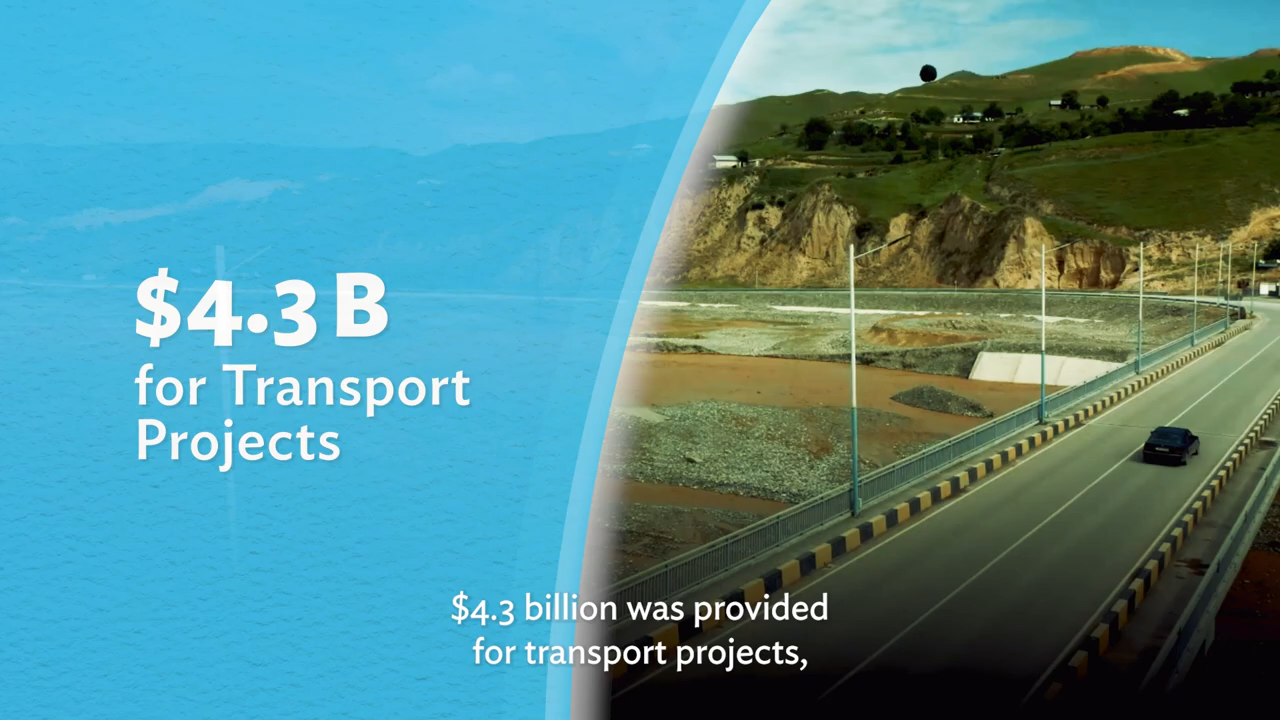 $4.3 B
for Transport
Projects
$4.3 billion was provided
for transport projects,